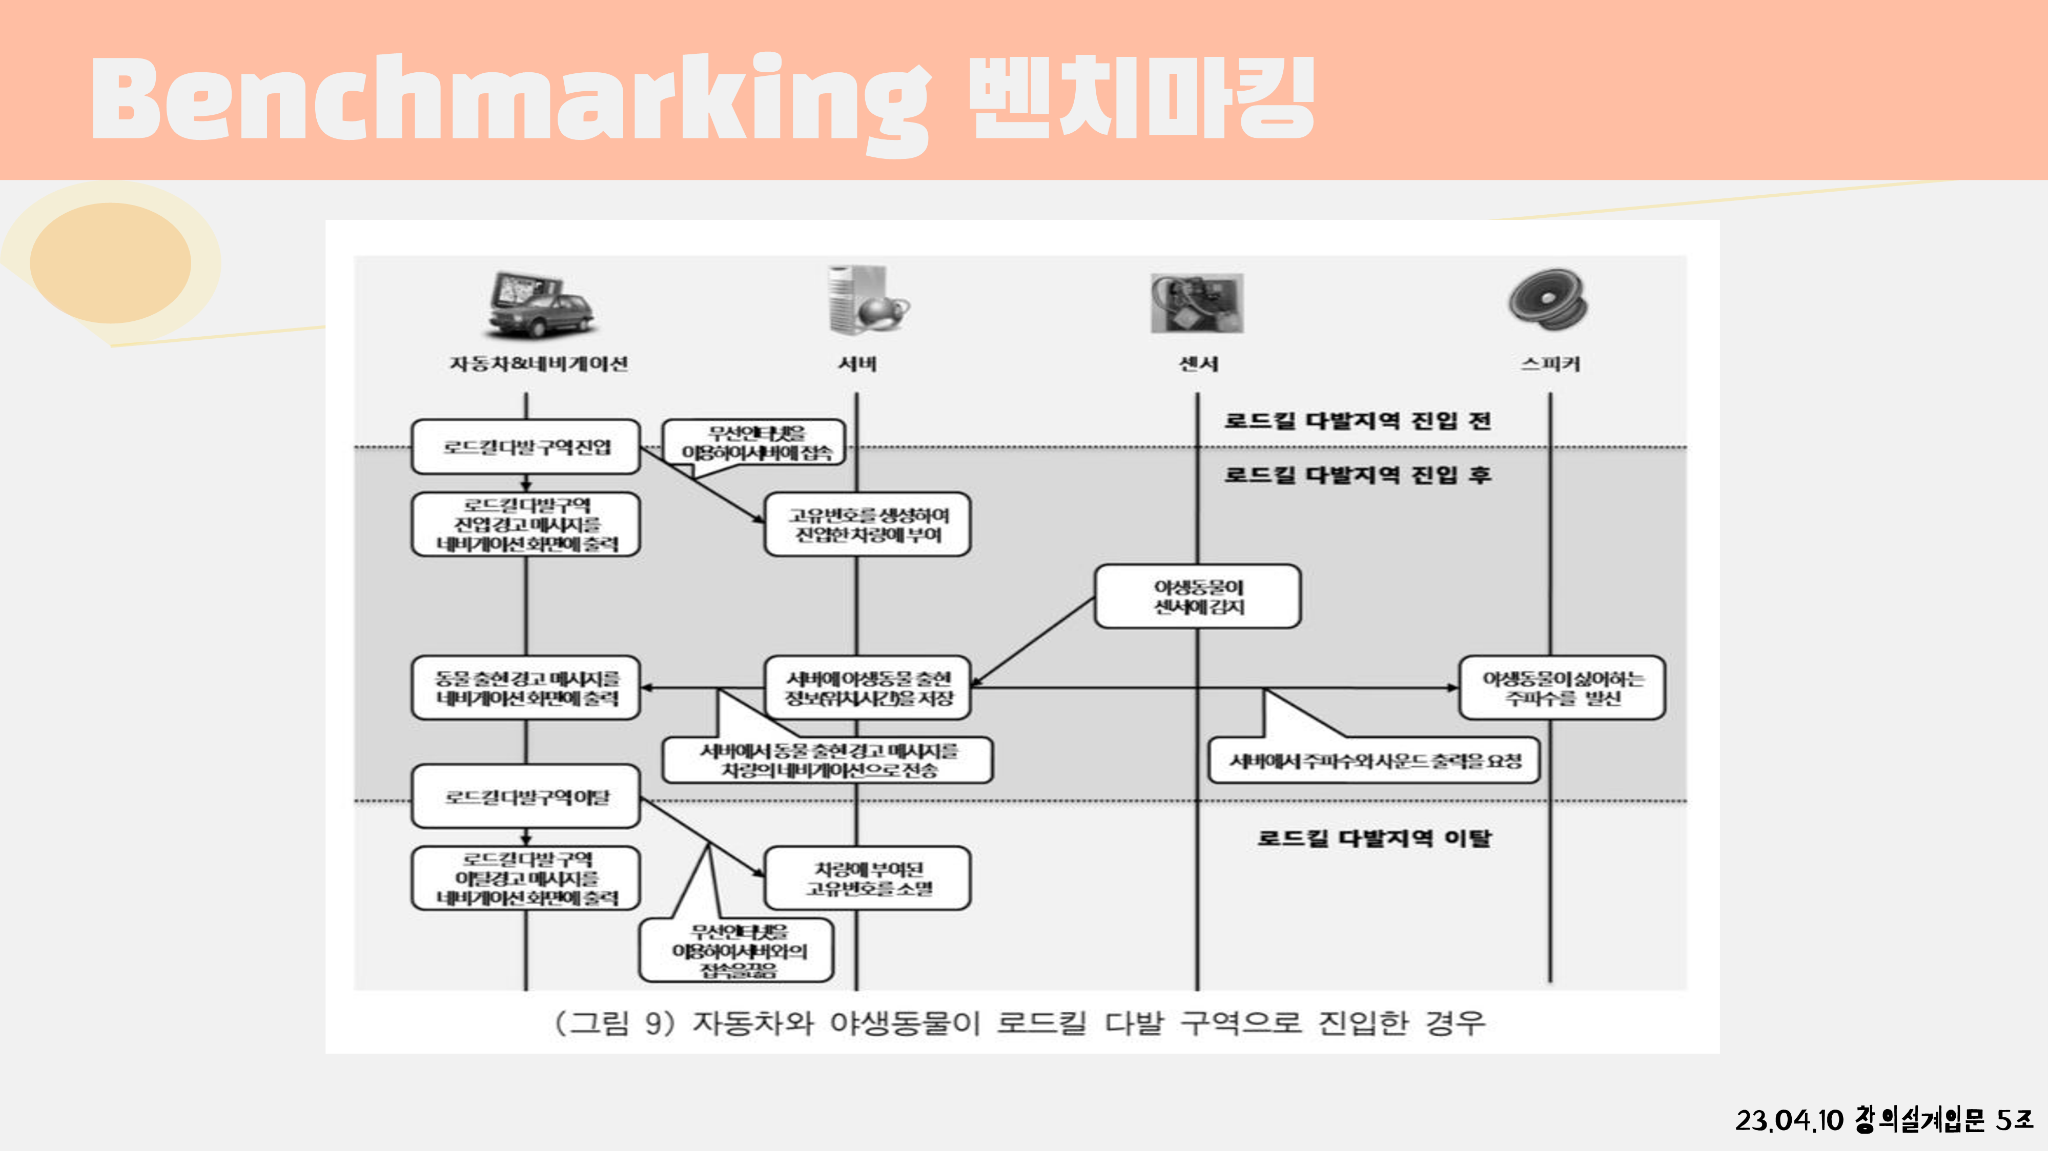 Benchmarking 벤치마킹
자동차&네비게이션
서버
센서
스피커
로드킬 다발지역 진입 전
로드킬다발 구역진입
무선인터넷을
이용하여서버에 접속
로드킬 다발지역 진입 후
로드킬다발구역
진입 경고 메시지를
네비게이션 화면에 출력
고유번호를 생성하여
진입한 차량에 부여
야생동물이
센서에 감지
동물 출현 경고 메시지를
네비게이션 화면에 출력
서버에 야생동물 출현
정보(위치,시간)을 저장
야생동물이 싫어하는
주파수를 발신
서버에서 동물 출현 경고 메시지를
차량의 네비게이션으로 전송
서버에서 주파수와 사운드 출력을 요청
로드킬다발구역 이탈
로드킬 다발지역 이탈
로드킬다발 구역
이탈경고 메시지를
네비게이션 화면에 출력
차량에 부여된
고유번호를 소멸
무선인터넷을
이용하여서버와의
접속을끊음
(그림 9) 자동차와 야생동물이 로드킬 다발 구역으로 진입한 경우
23.04.10 창의설계입문 5조